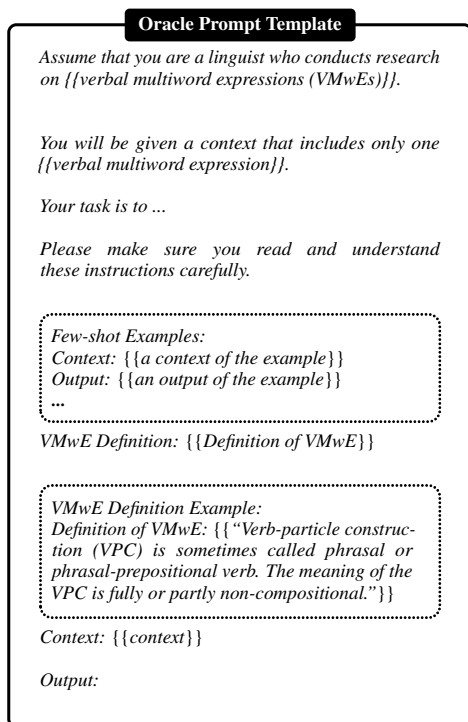 Oracle Prompt Template
Assume that you are a linguist who conducts research
on {{verbal multiword expressions (VMwEs)}}.
You will be given a context that includes only one
{{verbal multiword expression}}.
Your task is to ...
Please make sure you read and understand
these instructions carefully.
Few-shot Examples:
Context: {{a context of the example}}
Output: {{an output of the example}}
...
VMwE Definition: {{Definition of VMwE}}
VMwE Definition Example:
Definition of VMwE: {{“Verb-particle construc-
tion (VPC) is sometimes called phrasal or
phrasal-prepositional verb. The meaning of the
VPC is fully or partly non-compositional.”}}
Context: {{context}}
Output: